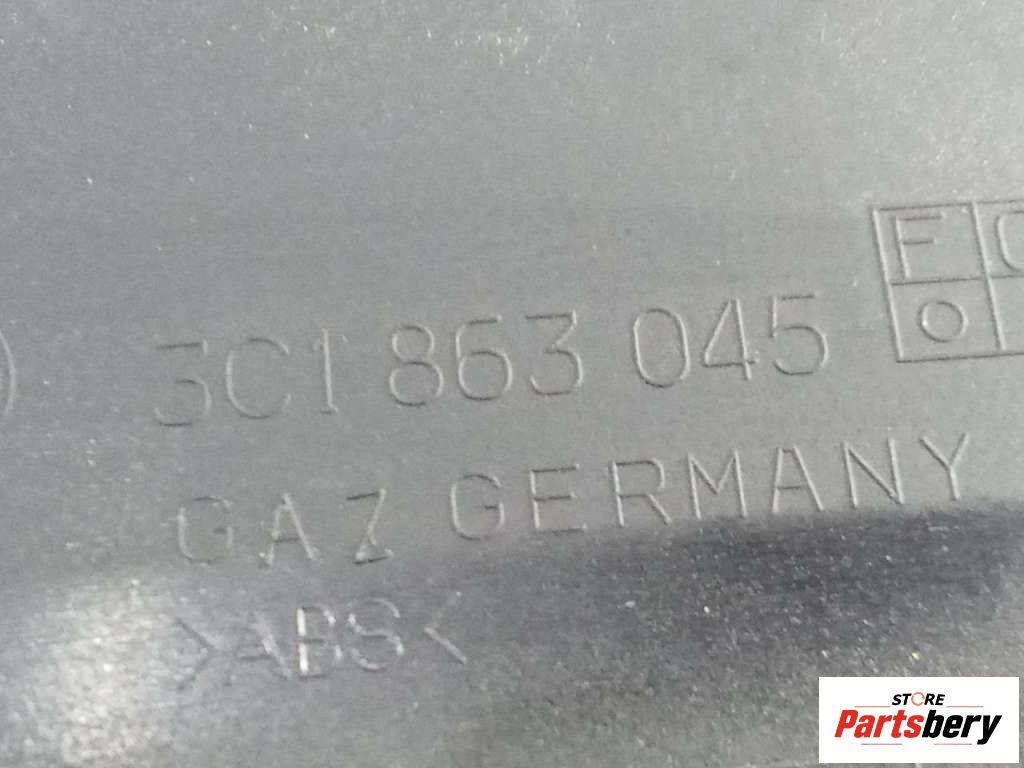 F
O
3C1 863 045
GAZ GERMANY
>ABS<
STORE
Partsbery